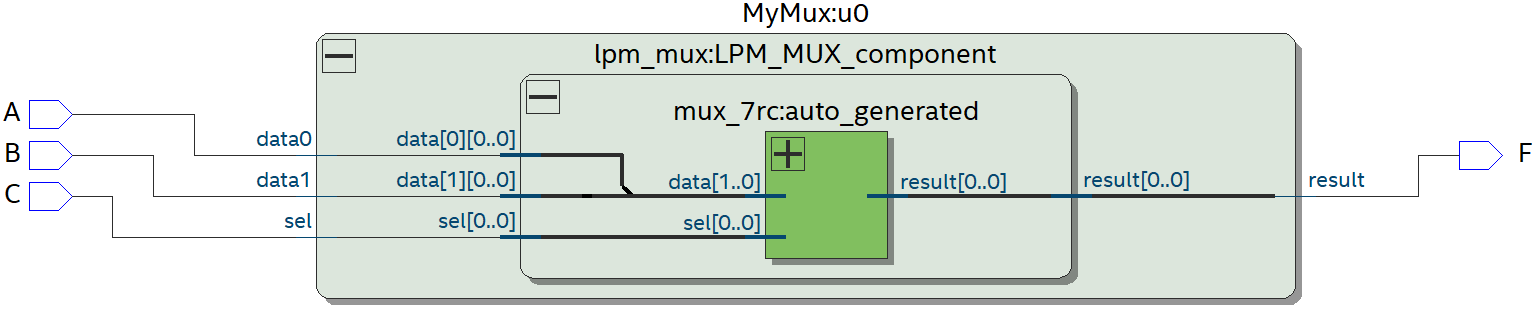 MyMux:u0
lpm_mux:LPM_MUX_component
mux_7rc:auto_generated
A
B
C
data0
data1
sel
data[0][0..0]
data[1][0..0]
sel[0..0]
data[1..0]
sel[0..0]
result[0..0]
result[0..0]
result
F